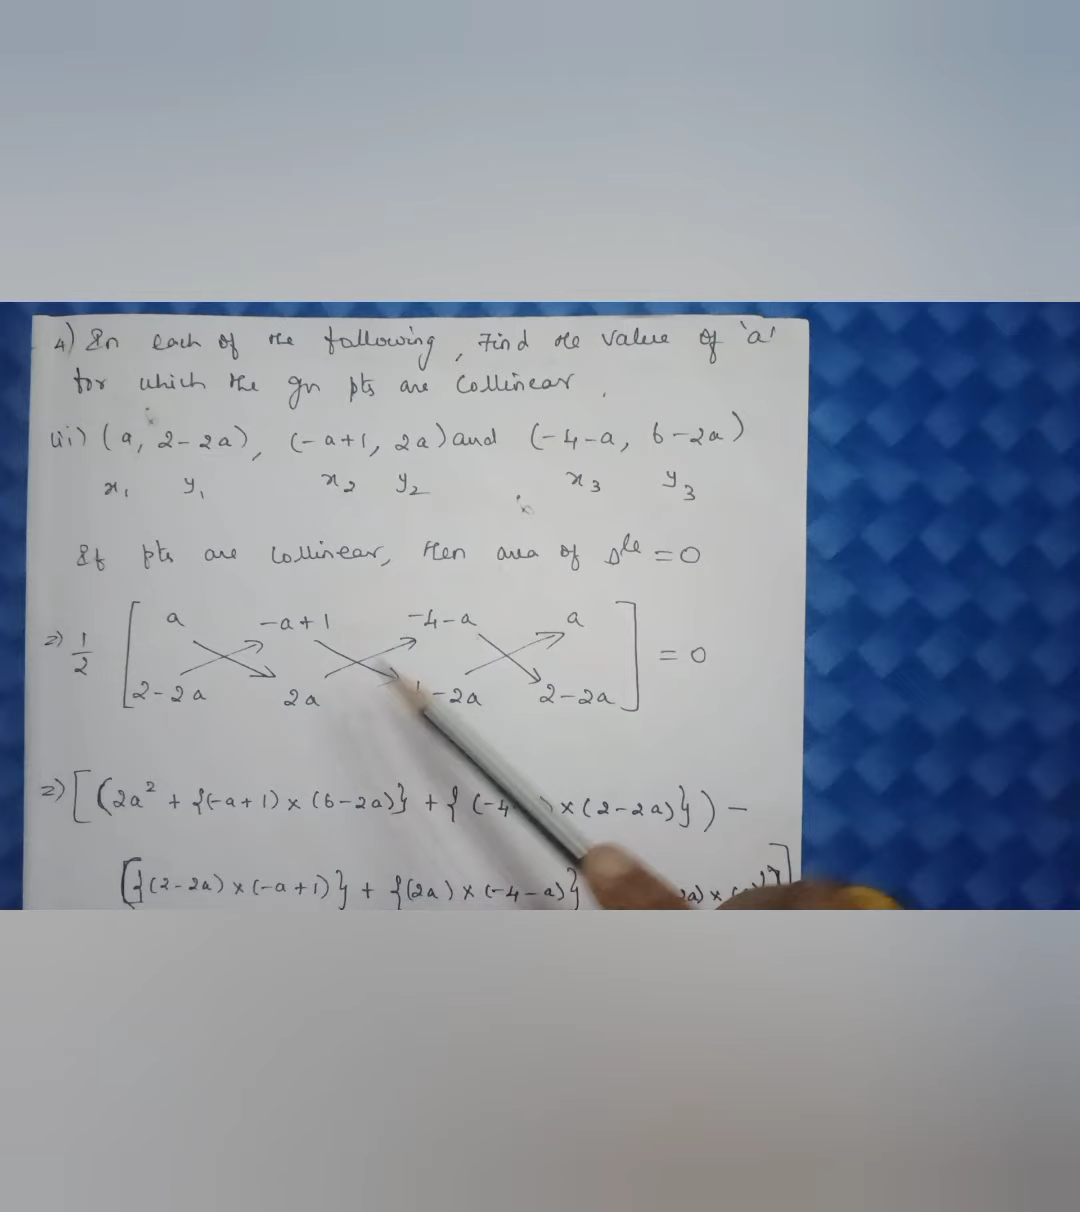 4) In each of the following, Find the value of 'a'
for which the gn pts are Collinear.
iii) (a, 2-2a), (-a+1, 2a) and (-4-a, 6-2a)
x₁ y₁ x₂ y₂ x₃ y₃
If pts are Collinear, then area of Δle = 0
⇒ 1/2 [ a -a+1 -4-a a
2-2a 2a -2a 2-2a ] = 0
⇒ [(2a² + {(-a+1) × (6-2a)} + {(-4 ) × (2-2a)}) -
[{(2-2a) × (-a+1)} + {(2a) × (-4-a)} a) ×